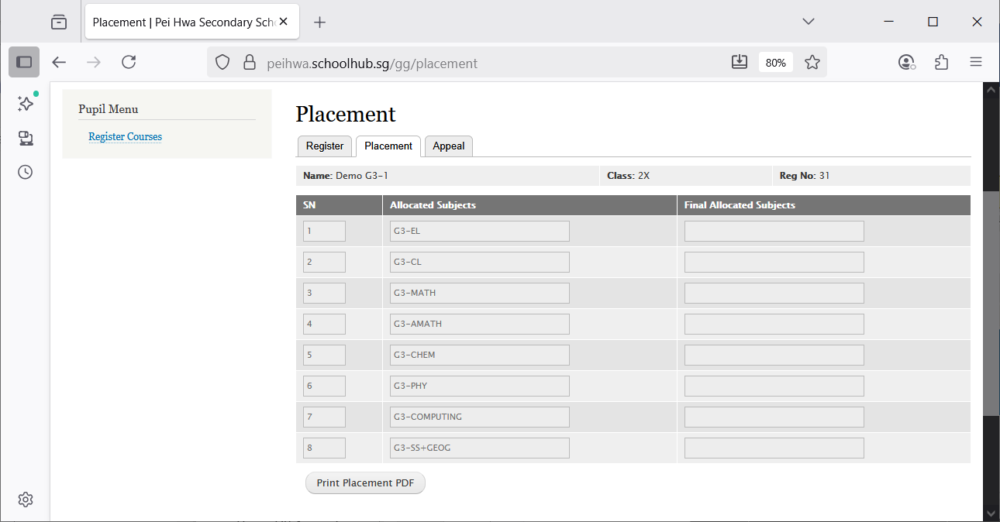 Placement | Pei Hwa Secondary Sch
peihwa.schoolhub.sg/gg/placement
80%
Pupil Menu
Register Courses
Placement
Register Placement Appeal
Name: Demo G3-1 Class: 2X Reg No: 31
SN Allocated Subjects Final Allocated Subjects
1 G3-EL
2 G3-CL
3 G3-MATH
4 G3-AMATH
5 G3-CHEM
6 G3-PHY
7 G3-COMPUTING
8 G3-SS+GEOG
Print Placement PDF